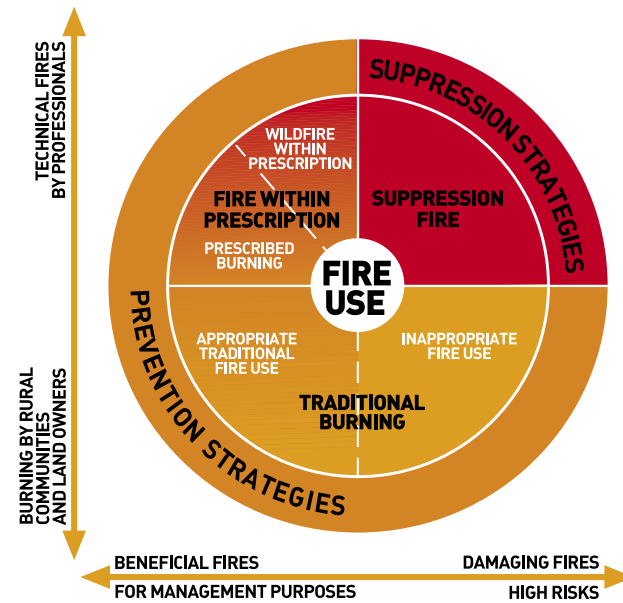 TECHNICAL FIRES
BY PROFESSIONALS
BURNING BY RURAL
COMMUNITIES
AND LAND OWNERS
SUPPRESSION STRATEGIES
PREVENTION STRATEGIES
WILDFIRE
WITHIN
PRESCRIPTION
FIRE WITHIN
PRESCRIPTION
PRESCRIBED
BURNING
SUPPRESSION
FIRE
FIRE
USE
APPROPRIATE
TRADITIONAL
FIRE USE
INAPPROPRIATE
FIRE USE
TRADITIONAL
BURNING
BENEFICIAL FIRES
FOR MANAGEMENT PURPOSES
DAMAGING FIRES
HIGH RISKS